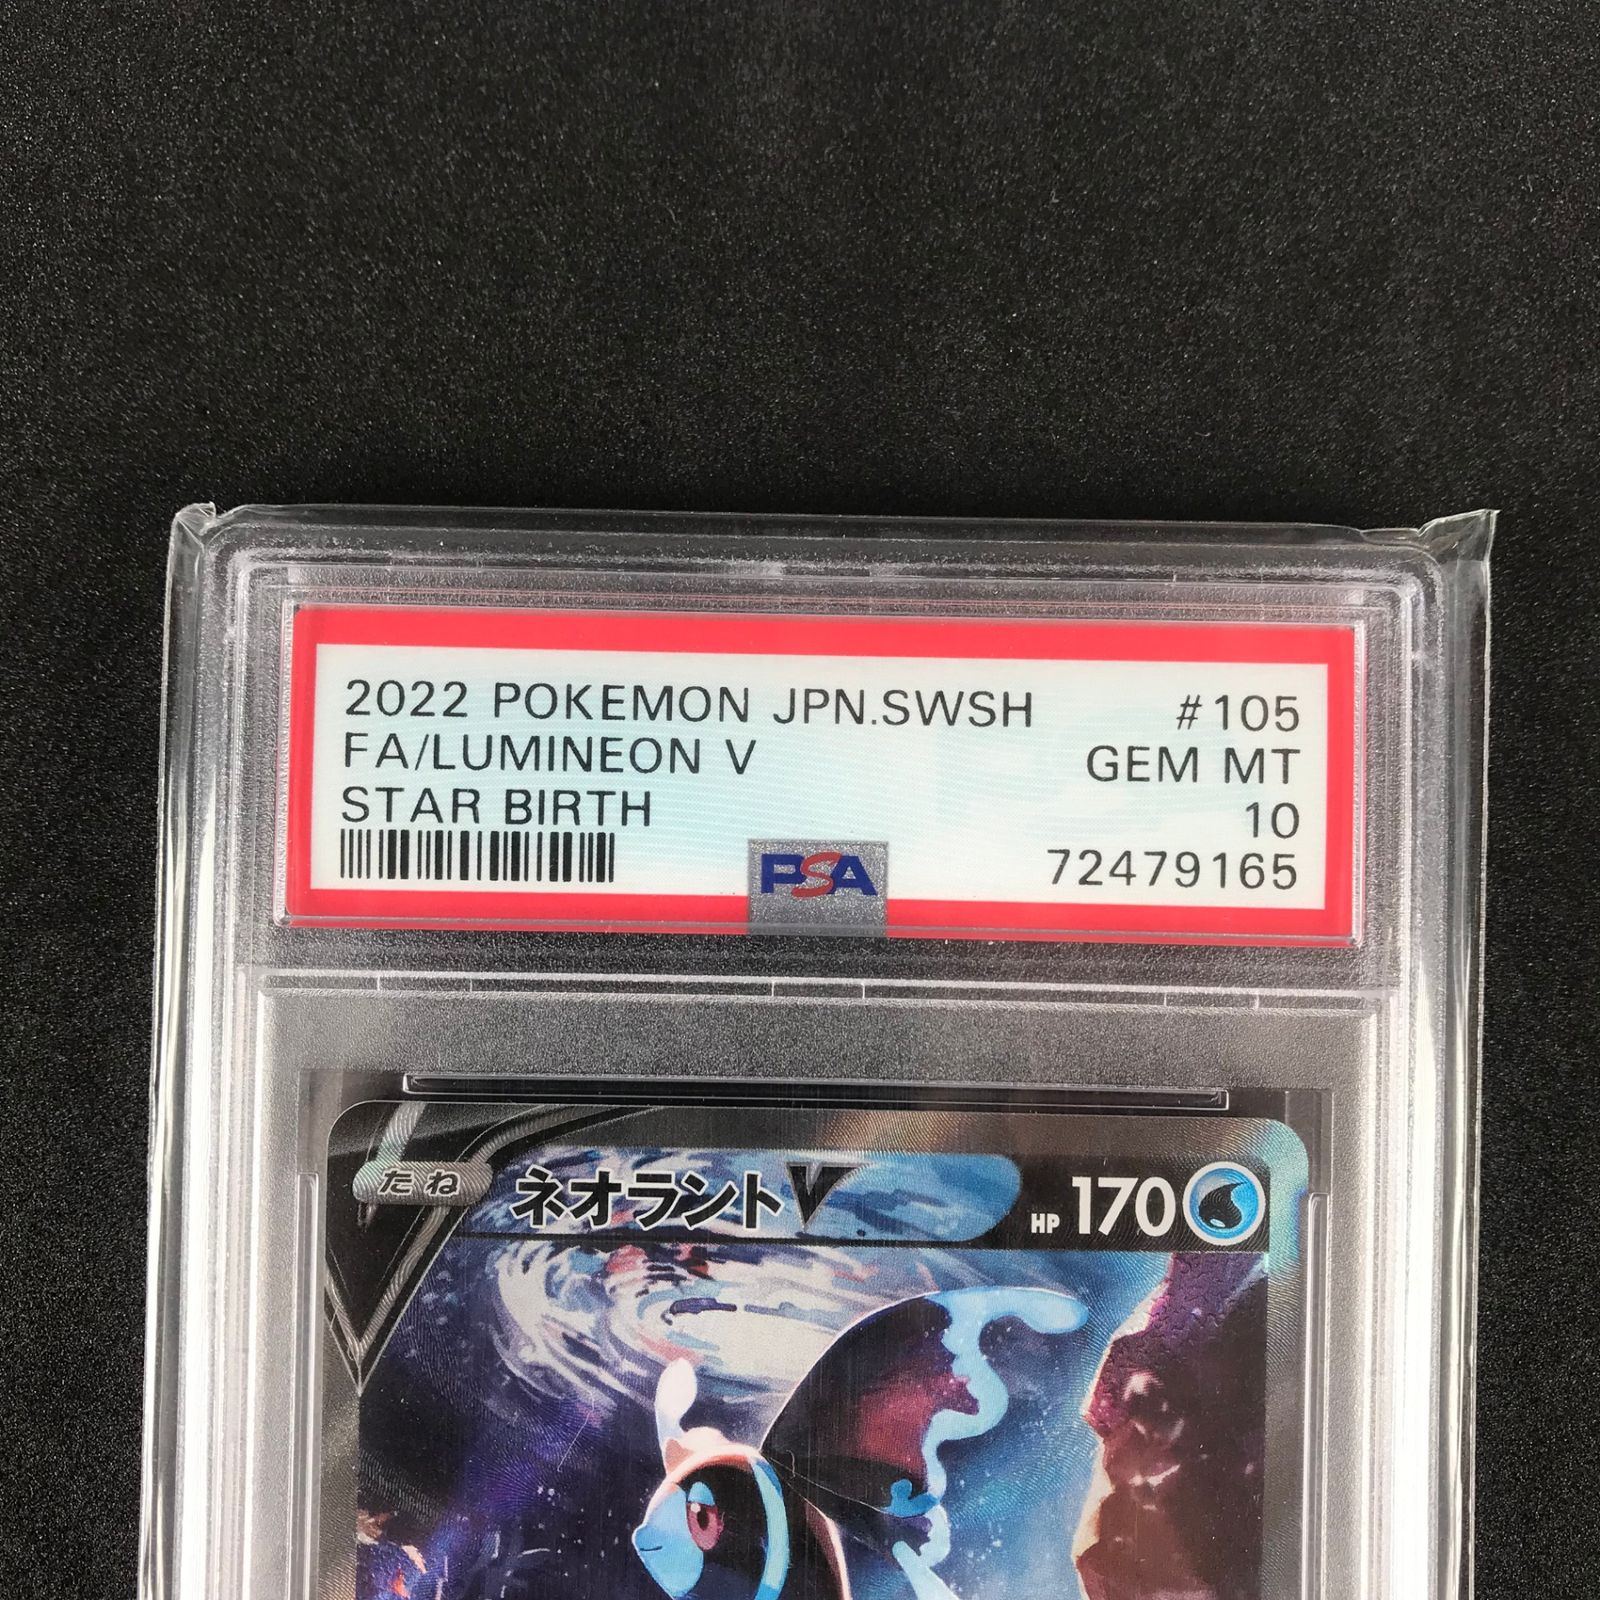 2022 POKEMON JPN.SWSH #105
FA/LUMINEON V GEM MT
STAR BIRTH 10
PSA 72479165
たね ネオラントV HP 170